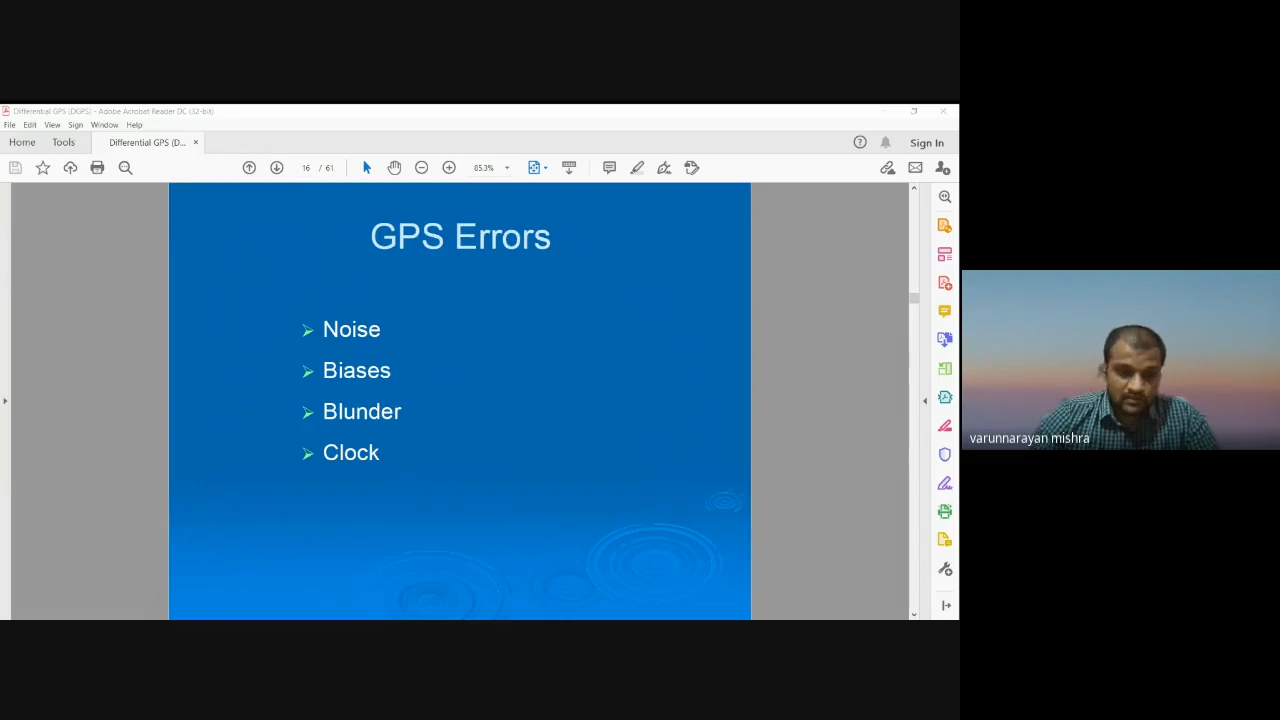 Differential GPS (DGPS) - Adobe Acrobat Reader DC (32-bit)
File Edit View Sign Window Help
Home Tools Differential GPS (D... × Sign In
16 / 61 85.3%
GPS Errors
Noise
Biases
Blunder
Clock
varunnarayan mishra